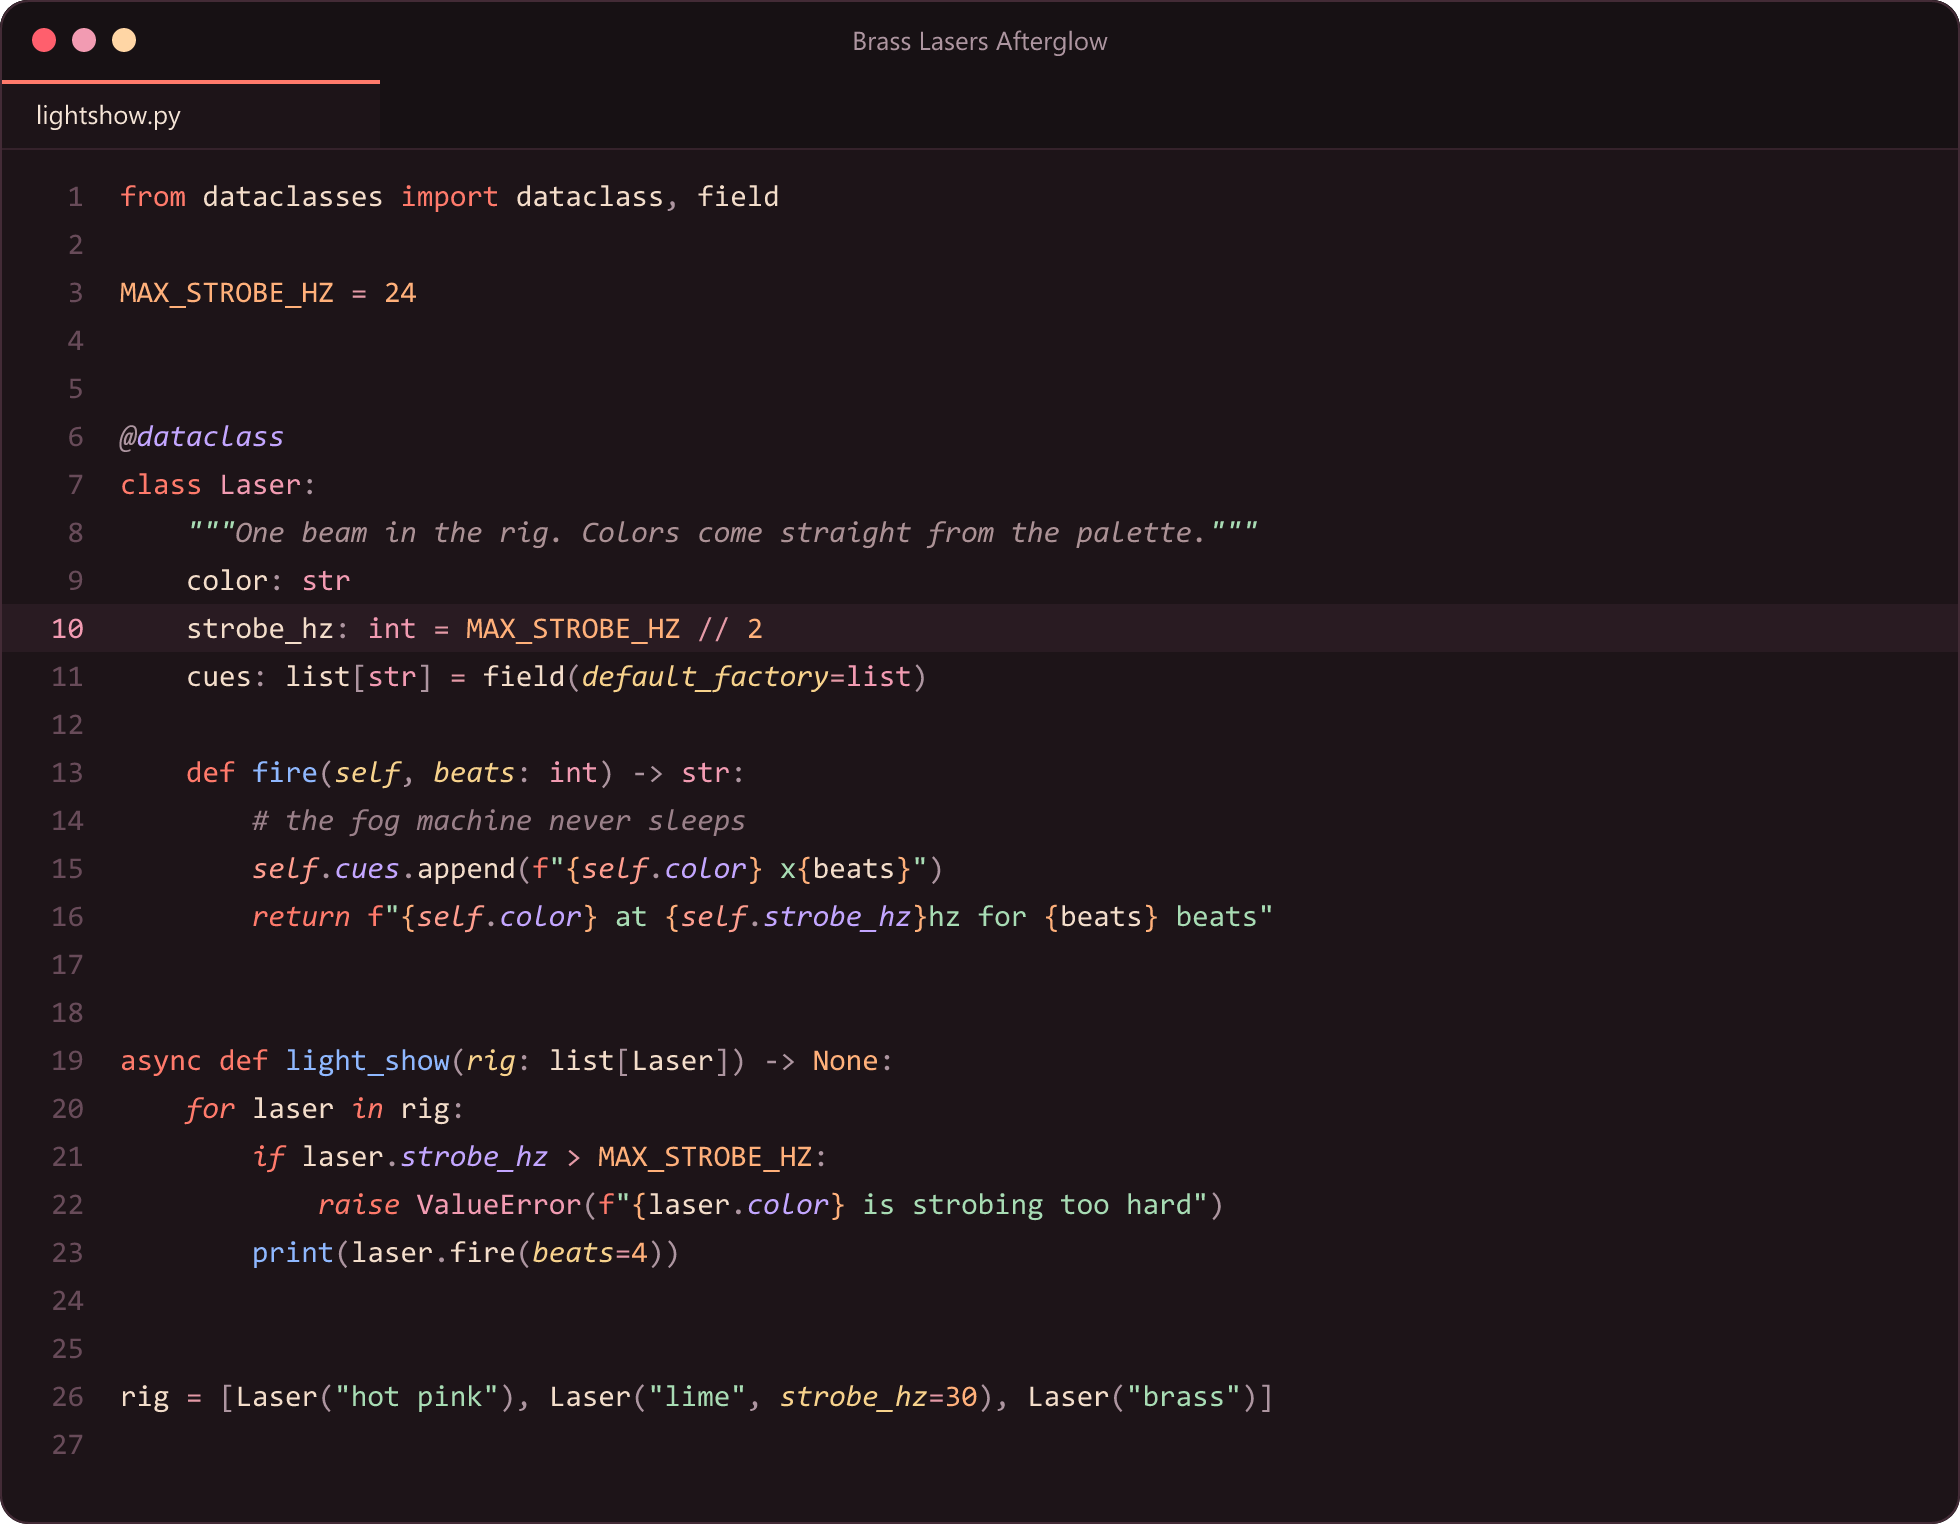 Brass Lasers Afterglow
lightshow.py
1 from dataclasses import dataclass, field
2
3 MAX_STROBE_HZ = 24
4
5
6 @dataclass
7 class Laser:
8     """One beam in the rig. Colors come straight from the palette."""
9     color: str
10     strobe_hz: int = MAX_STROBE_HZ // 2
11     cues: list[str] = field(default_factory=list)
12
13     def fire(self, beats: int) -> str:
14         # the fog machine never sleeps
15         self.cues.append(f"{self.color} x{beats}")
16         return f"{self.color} at {self.strobe_hz}hz for {beats} beats"
17
18
19 async def light_show(rig: list[Laser]) -> None:
20     for laser in rig:
21         if laser.strobe_hz > MAX_STROBE_HZ:
22             raise ValueError(f"{laser.color} is strobing too hard")
23         print(laser.fire(beats=4))
24
25
26 rig = [Laser("hot pink"), Laser("lime", strobe_hz=30), Laser("brass")]
27